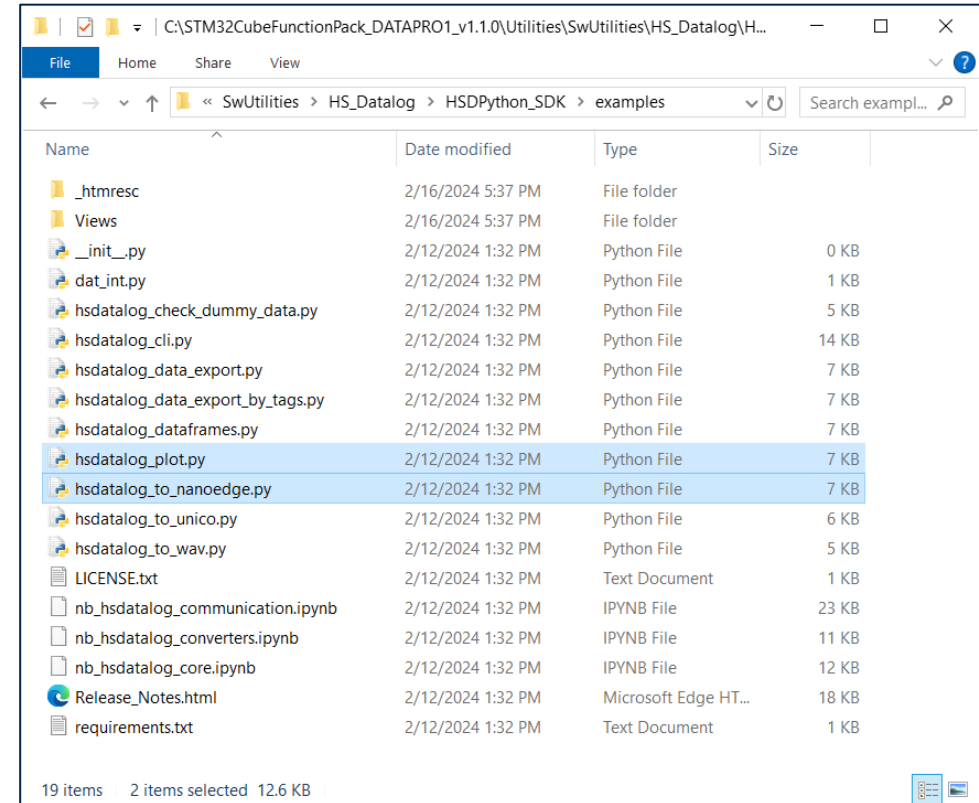 C:\STM32CubeFunctionPack_DATAPRO1_v1.1.0\Utilities\SwUtilities\HS_Datalog\H...
File Home Share View
« SwUtilities > HS_Datalog > HSDPython_SDK > examples Search exampl...
Name Date modified Type Size
_htmresc 2/16/2024 5:37 PM File folder
Views 2/16/2024 5:37 PM File folder
__init__.py 2/12/2024 1:32 PM Python File 0 KB
dat_int.py 2/12/2024 1:32 PM Python File 1 KB
hsdatalog_check_dummy_data.py 2/12/2024 1:32 PM Python File 5 KB
hsdatalog_cli.py 2/12/2024 1:32 PM Python File 14 KB
hsdatalog_data_export.py 2/12/2024 1:32 PM Python File 7 KB
hsdatalog_data_export_by_tags.py 2/12/2024 1:32 PM Python File 7 KB
hsdatalog_dataframes.py 2/12/2024 1:32 PM Python File 7 KB
hsdatalog_plot.py 2/12/2024 1:32 PM Python File 7 KB
hsdatalog_to_nanoedge.py 2/12/2024 1:32 PM Python File 7 KB
hsdatalog_to_unico.py 2/12/2024 1:32 PM Python File 6 KB
hsdatalog_to_wav.py 2/12/2024 1:32 PM Python File 5 KB
LICENSE.txt 2/12/2024 1:32 PM Text Document 1 KB
nb_hsdatalog_communication.ipynb 2/12/2024 1:32 PM IPYNB File 23 KB
nb_hsdatalog_converters.ipynb 2/12/2024 1:32 PM IPYNB File 11 KB
nb_hsdatalog_core.ipynb 2/12/2024 1:32 PM IPYNB File 12 KB
Release_Notes.html 2/12/2024 1:32 PM Microsoft Edge HT... 18 KB
requirements.txt 2/12/2024 1:32 PM Text Document 1 KB
19 items 2 items selected 12.6 KB